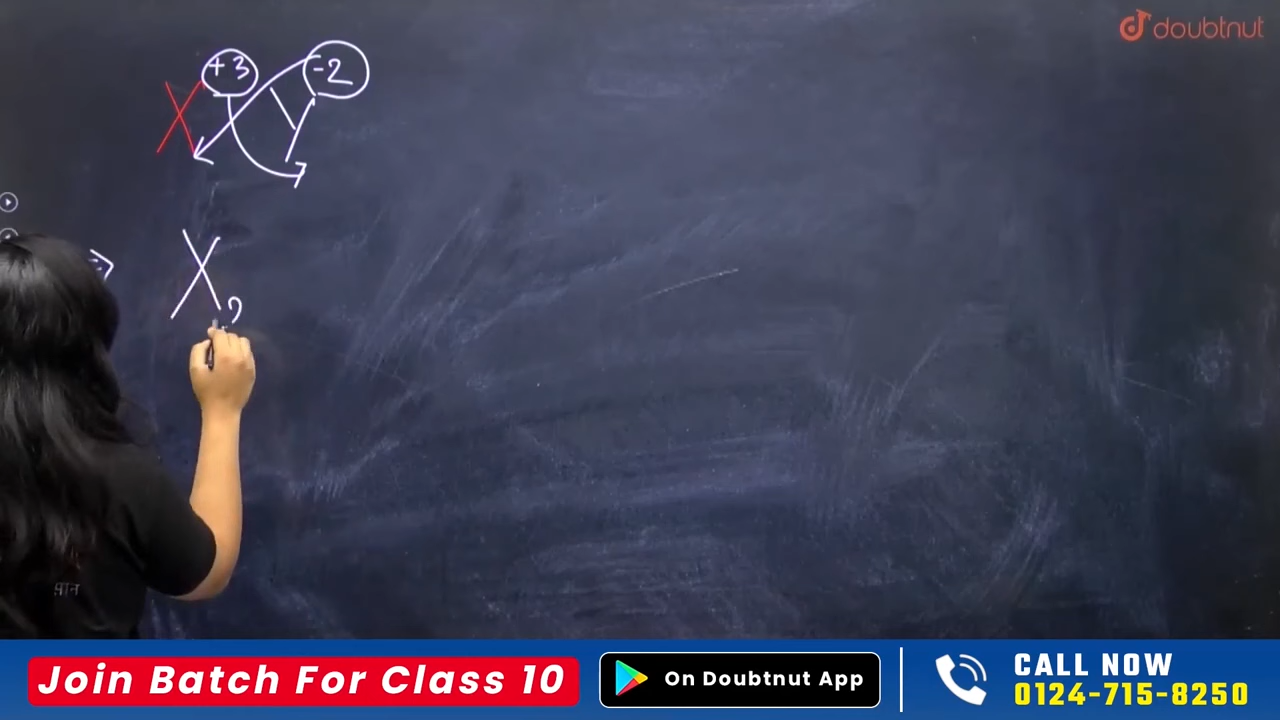 doubtnut
X +3 Y -2
X2
प्रान
Join Batch For Class 10
On Doubtnut App
CALL NOW
0124-715-8250